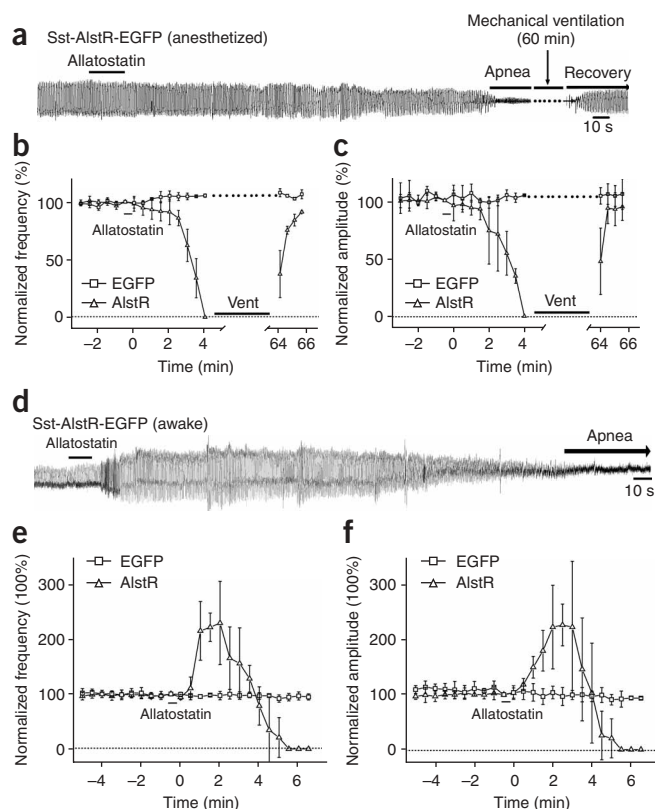 a
Sst-AlstR-EGFP (anesthetized)
Allatostatin
Mechanical ventilation
(60 min)
Apnea
Recovery
10 s
b
Normalized frequency (%)
100
50
0
Allatostatin
EGFP
AlstR
Vent
−2 0 2 4 64 66
Time (min)
c
Normalized amplitude (%)
100
50
0
Allatostatin
EGFP
AlstR
Vent
−2 0 2 4 64 66
Time (min)
d
Sst-AlstR-EGFP (awake)
Allatostatin
Apnea
10 s
e
Normalized frequency (100%)
EGFP
AlstR
300
200
100
0
Allatostatin
−4 −2 0 2 4 6
Time (min)
f
Normalized amplitude (100%)
EGFP
AlstR
300
200
100
0
Allatostatin
−4 −2 0 2 4 6
Time (min)